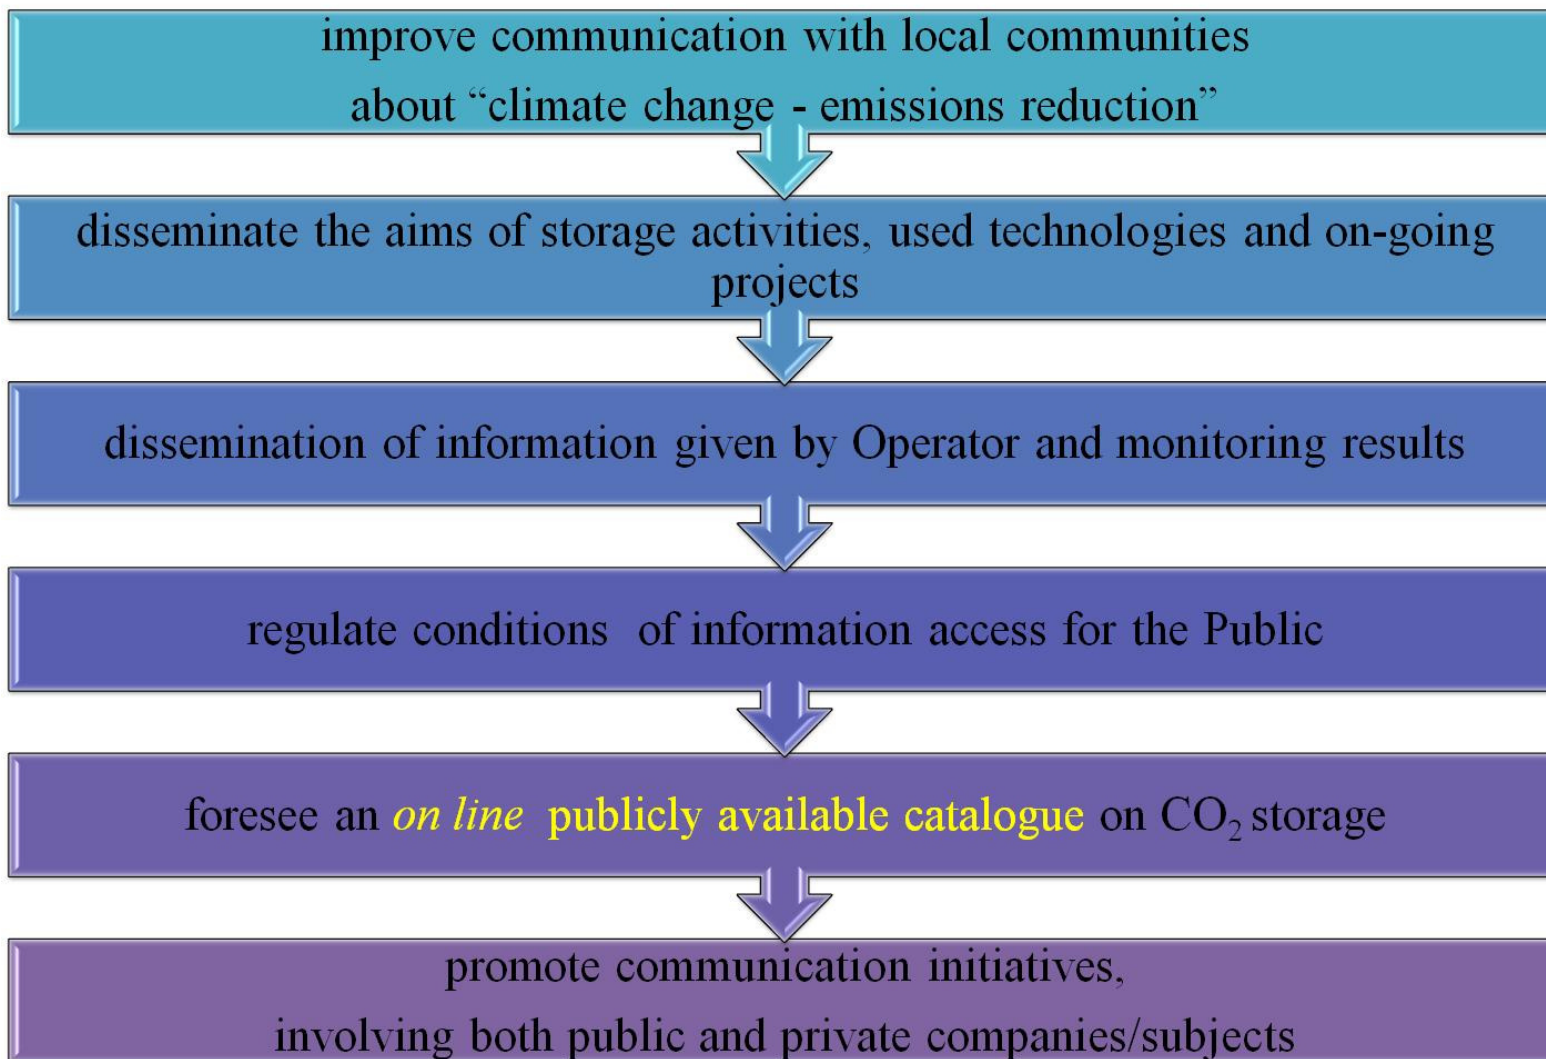 improve communication with local communities
about “climate change - emissions reduction”
disseminate the aims of storage activities, used technologies and on-going
projects
dissemination of information given by Operator and monitoring results
regulate conditions  of information access for the Public
foresee an on line  publicly available catalogue on CO₂ storage
promote communication initiatives,
involving both public and private companies/subjects